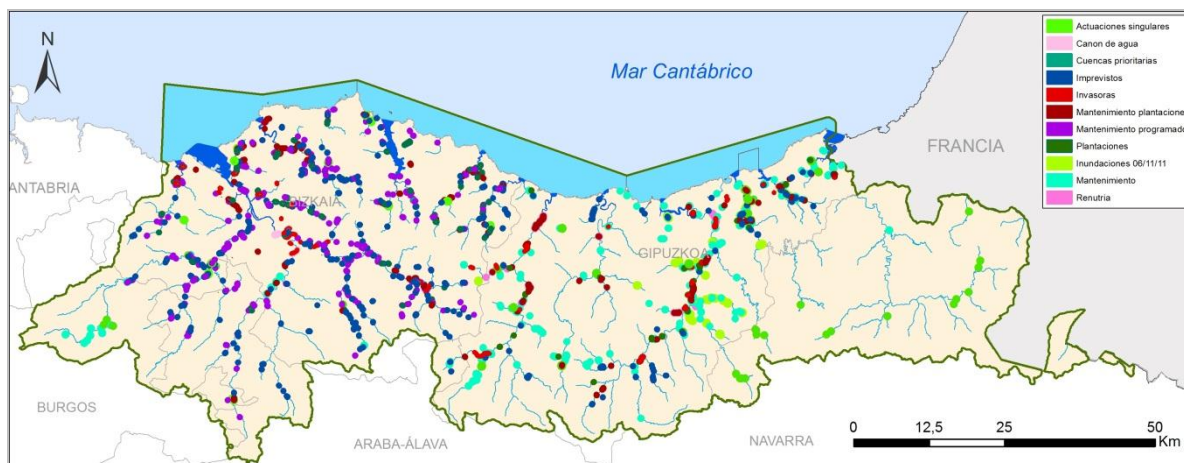 N
Mar Cantábrico
FRANCIA
ANTABRIA
BIZKAIA
GIPUZKOA
BURGOS
ARABA-ÁLAVA
NAVARRA
Actuaciones singulares
Canon de agua
Cuencas prioritarias
Imprevistos
Invasoras
Mantenimiento plantacione
Mantenimiento programado
Plantaciones
Inundaciones 06/11/11
Mantenimiento
Renutria
0 12,5 25 50
Km